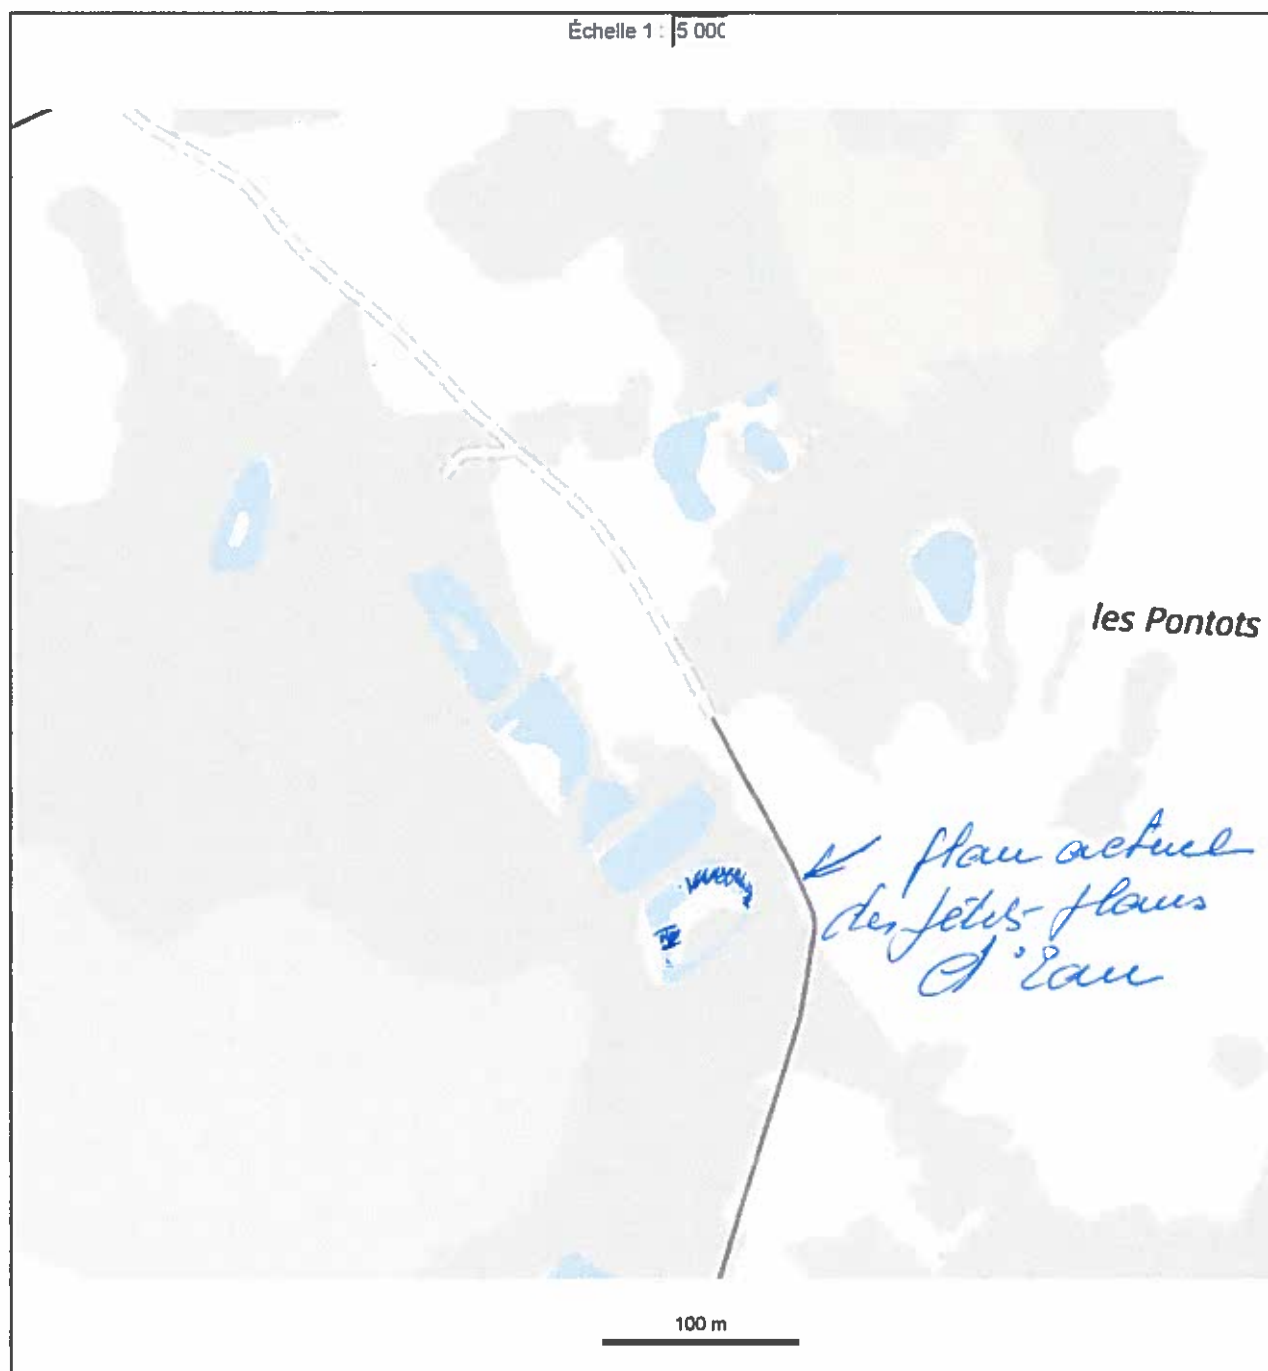 Échelle 1 : 5 000
les Pontots
plan actuel
des petits plans
d'Eau
100 m